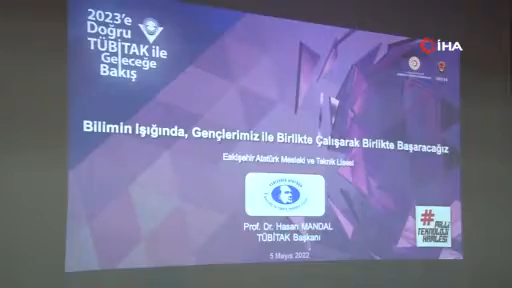 2023'e
Doğru
TÜBİTAK ile
Geleceğe
Bakış
İHA
Bilimin Işığında, Gençlerimiz ile Birlikte Çalışarak Birlikte Başaracağız
Eskişehir Atatürk Mesleki ve Teknik Lisesi
Prof. Dr. Hasan MANDAL
TÜBİTAK Başkanı
5 Mayıs 2022
#MİLLİ
TEKNOLOJİ
HAMLESİ